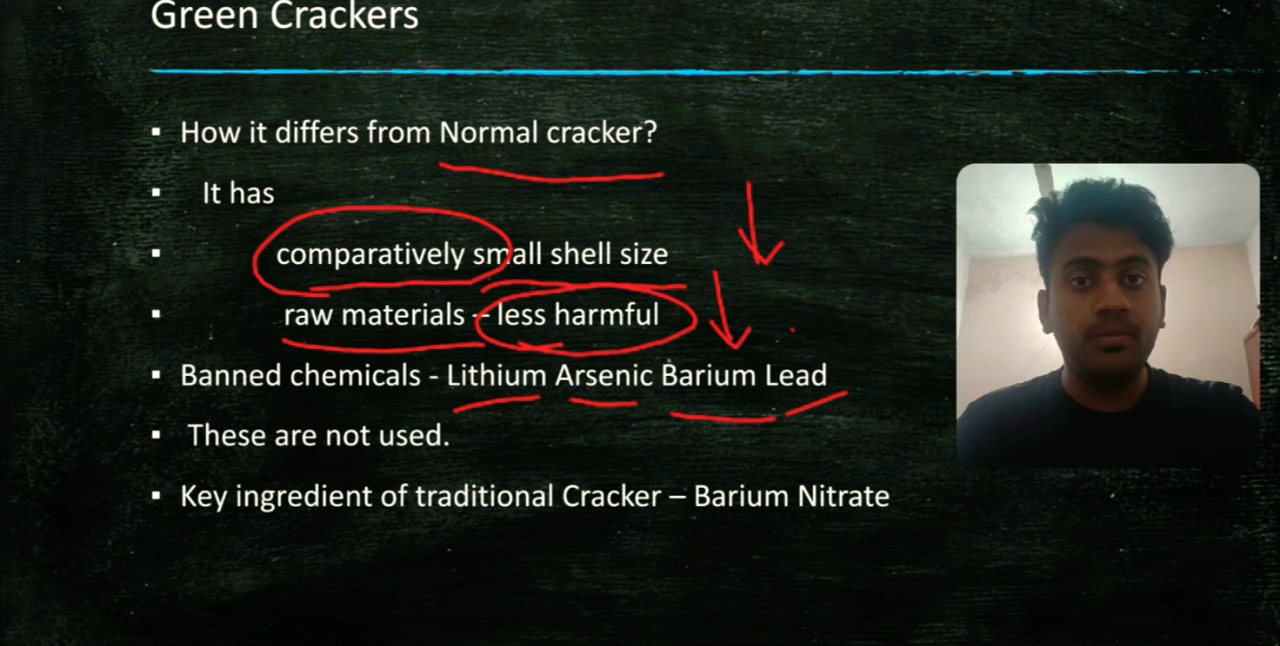 Green Crackers
▪ How it differs from Normal cracker?
▪ It has
▪ comparatively small shell size
▪ raw materials – less harmful
▪ Banned chemicals - Lithium Arsenic Barium Lead
▪ These are not used.
▪ Key ingredient of traditional Cracker – Barium Nitrate